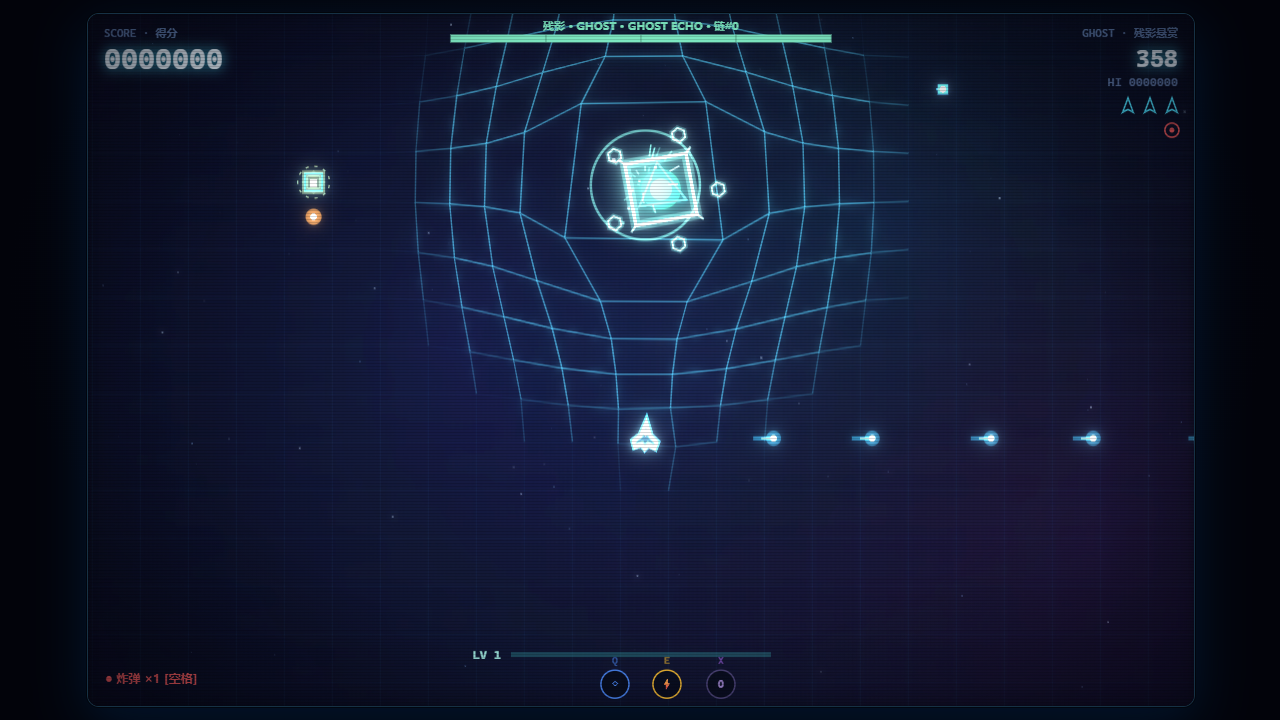 残影 • GHOST • GHOST ECHO • 链#0
SCORE · 得分
0000000
GHOST · 残影悬赏
358
HI 0000000
LV 1
Q E X
0
炸弹 ×1 [空格]